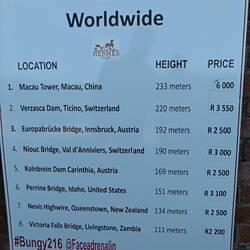 Worldwide
HERMES
LOCATION HEIGHT PRICE
1. Macau Tower, Macau, China 233 meters 6 000
2. Verzasca Dam, Ticino, Switzerland 220 meters R 3 550
3. Europabrücke Bridge, Innsbruck, Austria 192 meters R 2 500
4. Niouc Bridge, Val d'Anniviers, Switzerland 190 meters R 3 000
5. Kolnbrein Dam Carinthia, Austria 169 meters R 2 500
6. Perrine Bridge, Idaho, United States 151 meters R 3 100
7. Nevis Highwire, Queenstown, New Zealand 134 meters R 2 500
8. Victoria Falls Bridge, Livingstone, Zambia 111 meters R2 200
#Bungy216 @Faceadrenalin